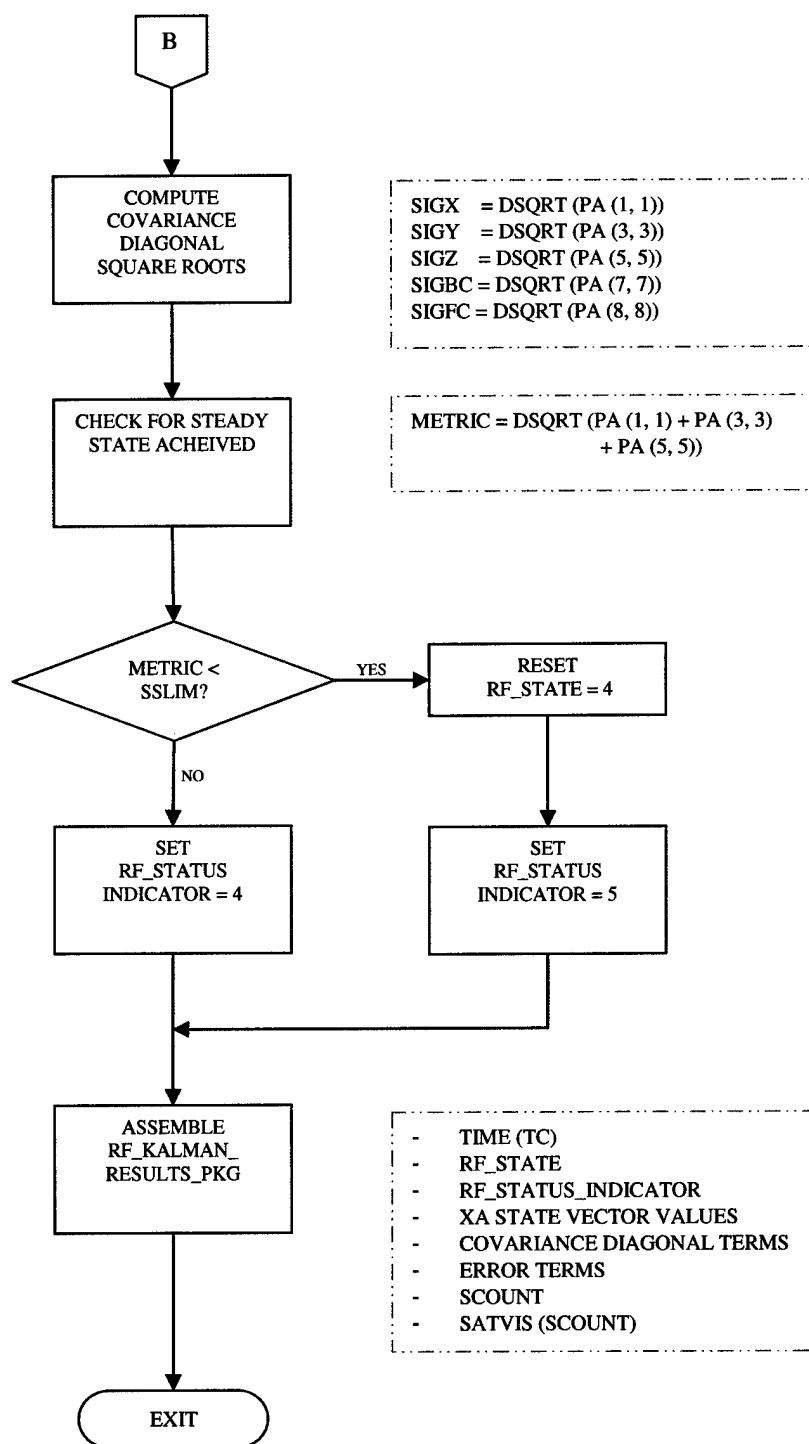 B
COMPUTE
COVARIANCE
DIAGONAL
SQUARE ROOTS
SIGX = DSQRT (PA (1, 1))
SIGY = DSQRT (PA (3, 3))
SIGZ = DSQRT (PA (5, 5))
SIGBC = DSQRT (PA (7, 7))
SIGFC = DSQRT (PA (8, 8))
CHECK FOR STEADY
STATE ACHEIVED
METRIC = DSQRT (PA (1, 1) + PA (3, 3)
+ PA (5, 5))
METRIC <
SSLIM?
YES
RESET
RF_STATE = 4
NO
SET
RF_STATUS
INDICATOR = 4
SET
RF_STATUS
INDICATOR = 5
ASSEMBLE
RF_KALMAN_
RESULTS_PKG
- TIME (TC)
- RF_STATE
- RF_STATUS_INDICATOR
- XA STATE VECTOR VALUES
- COVARIANCE DIAGONAL TERMS
- ERROR TERMS
- SCOUNT
- SATVIS (SCOUNT)
EXIT